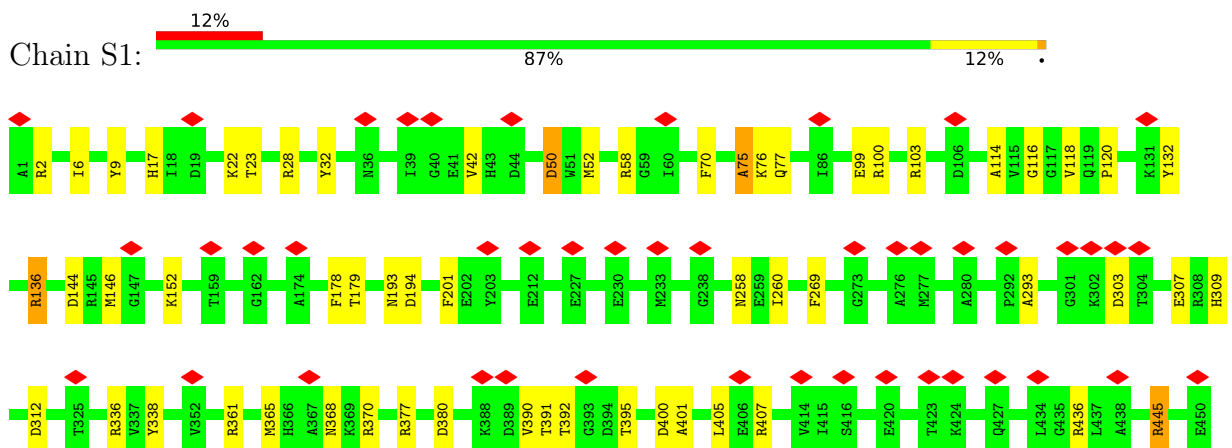 12%
Chain S1:
87%
12%
•
A1 R2 I6 Y9 H17 I18 D19 K22 T23 R28 Y32 N36 I39 G40 E41 V42 H43 D44 D50 W51 M52 R58 G59 I60 F70 A75 K76 Q77 I86 E99 R100 R103 D106 A114 V115 G116 G117 V118 Q119 P120 K131 Y132
R136 D144 R145 M146 G147 K152 T159 G162 A174 F178 T179 N193 D194 F201 E202 Y203 E212 E227 E230 M233 G238 N258 E259 I260 F269 G273 A276 M277 A280 P292 A293 G301 K302 D303 T304 E307 R308 H309
D312 T325 R336 V337 Y338 V352 R361 M365 H366 A367 N368 K369 R370 R377 D380 K388 D389 V390 T391 T392 G393 D394 T395 D400 A401 L405 E406 R407 V414 I415 S416 E420 T423 K424 Q427 L434 G435 R436 L437 A438 R445 E450